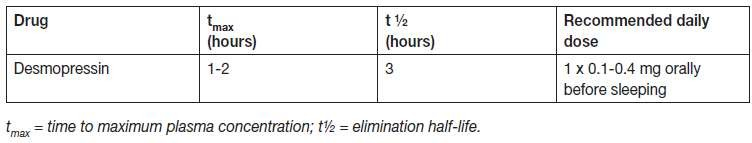 Drug tmax (hours) t ½ (hours) Recommended daily dose
Desmopressin 1-2 3 1 x 0.1-0.4 mg orally before sleeping
tmax = time to maximum plasma concentration; t½ = elimination half-life.